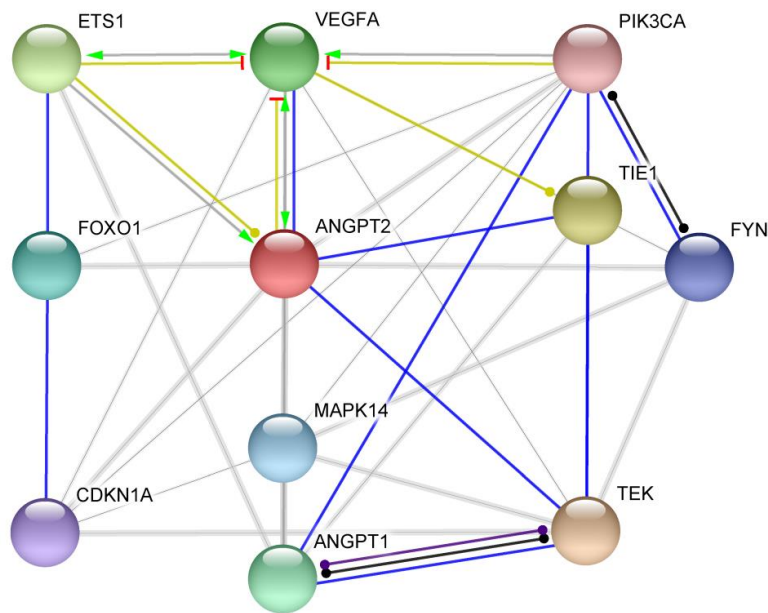 ETS1
VEGFA
PIK3CA
TIE1
FOXO1
ANGPT2
FYN
MAPK14
CDKN1A
TEK
ANGPT1